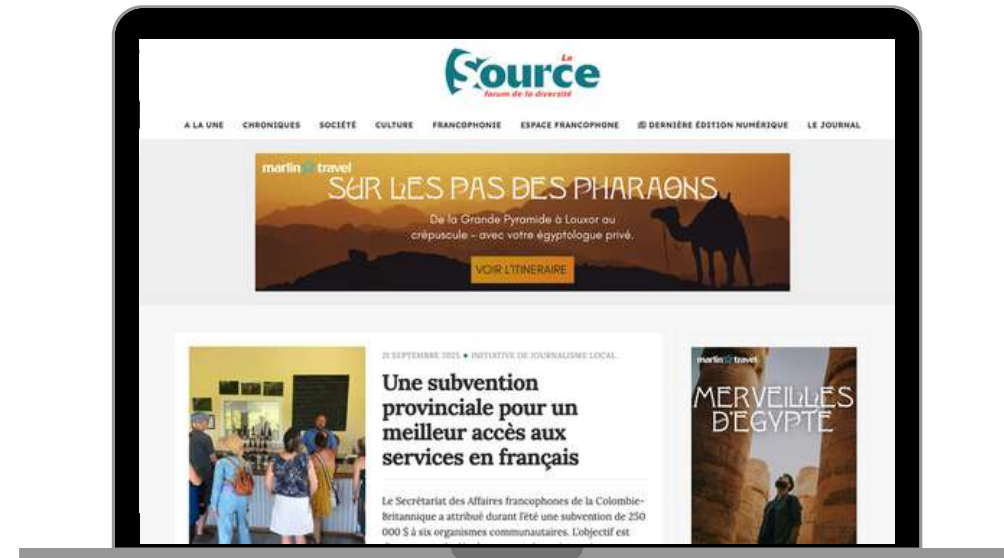 La
Source
forum de la diversité
A LA UNE CHRONIQUES SOCIÉTÉ CULTURE FRANCOPHONIE ESPACE FRANCOPHONE DERNIÈRE ÉDITION NUMÉRIQUE LE JOURNAL
marlin travel
SUR LES PAS DES PHARAONS
De la Grande Pyramide à Louxor au
crépuscule - avec votre égyptologue privé.
VOIR L'ITINERAIRE
21 SEPTEMBRE 2025 • INITIATIVE DE JOURNALISME LOCAL
Une subvention
provinciale pour un
meilleur accès aux
services en français
Le Secrétariat des Affaires francophones de la Colombie-
Britannique a attribué durant l'été une subvention de 250
000 $ à six organismes communautaires. L'objectif est
marlin travel
MERVEILLES
D'ÉGYPTE